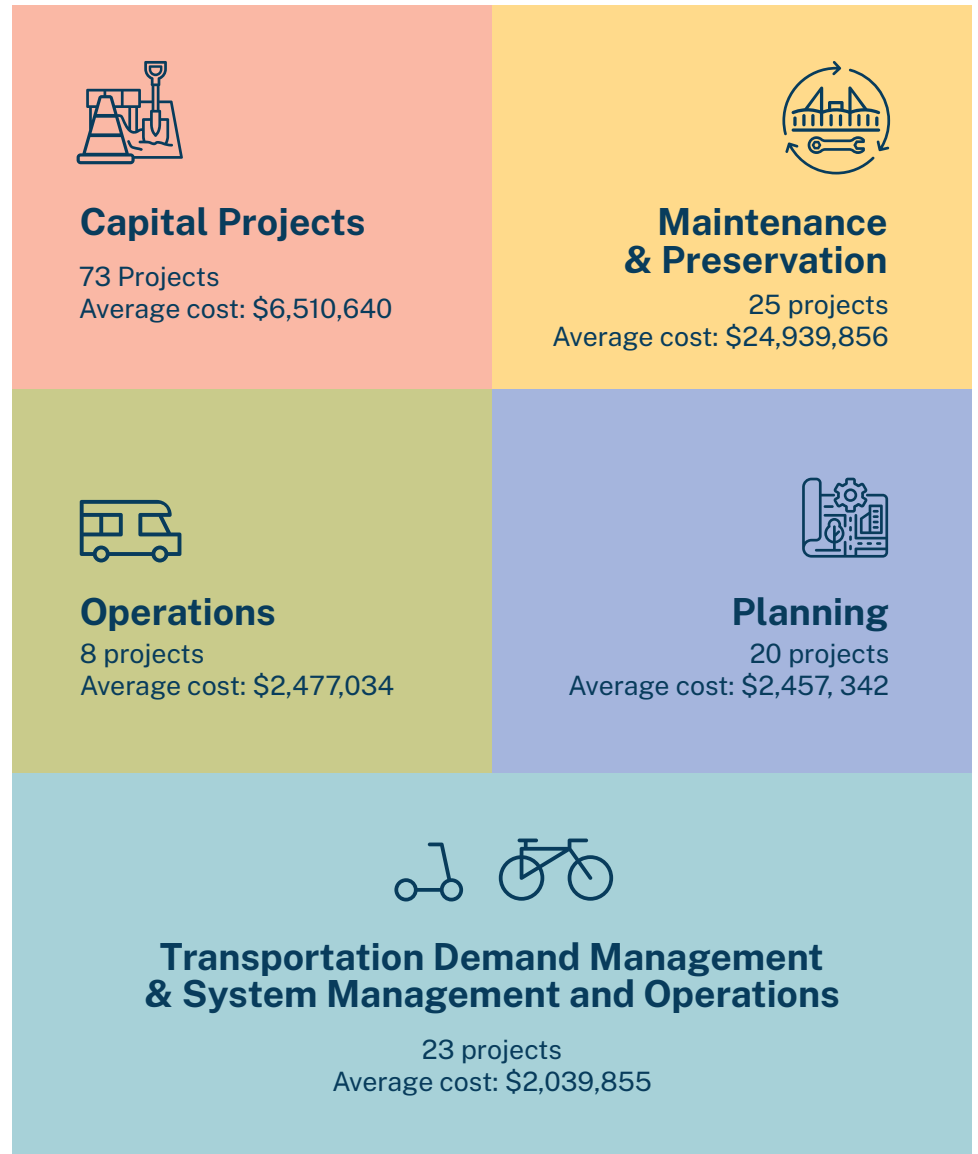 Capital Projects
73 Projects
Average cost: $6,510,640
Maintenance
& Preservation
25 projects
Average cost: $24,939,856
Operations
8 projects
Average cost: $2,477,034
Planning
20 projects
Average cost: $2,457, 342
Transportation Demand Management
& System Management and Operations
23 projects
Average cost: $2,039,855